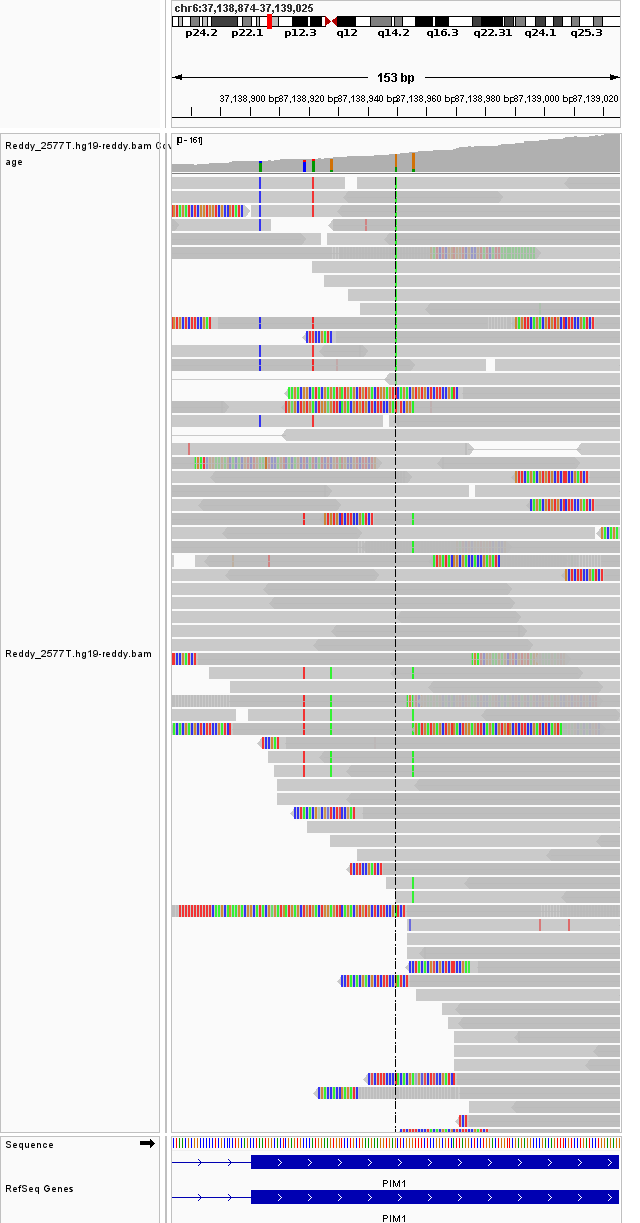 chr6:37,138,874-37,139,025
p24.2 p22.1 p12.3 q12 q14.2 q16.3 q22.31 q24.1 q25.3
153 bp
37,138,900 bp 37,138,920 bp 37,138,940 bp 37,138,960 bp 37,138,980 bp 37,139,000 bp 37,139,020
Reddy_2577T.hg19-reddy.bam Cov
age
[0 - 161]
Reddy_2577T.hg19-reddy.bam
Sequence
PIM1
RefSeq Genes
PIM1